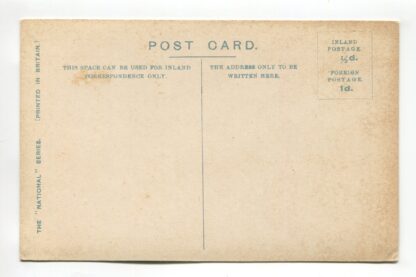 POST CARD.
THIS SPACE CAN BE USED FOR INLAND
CORRESPONDENCE ONLY.
THE ADDRESS ONLY TO BE
WRITTEN HERE.
INLAND
POSTAGE
½d.
FOREIGN
POSTAGE
1d.
THE "NATIONAL" SERIES. [PRINTED IN BRITAIN.]